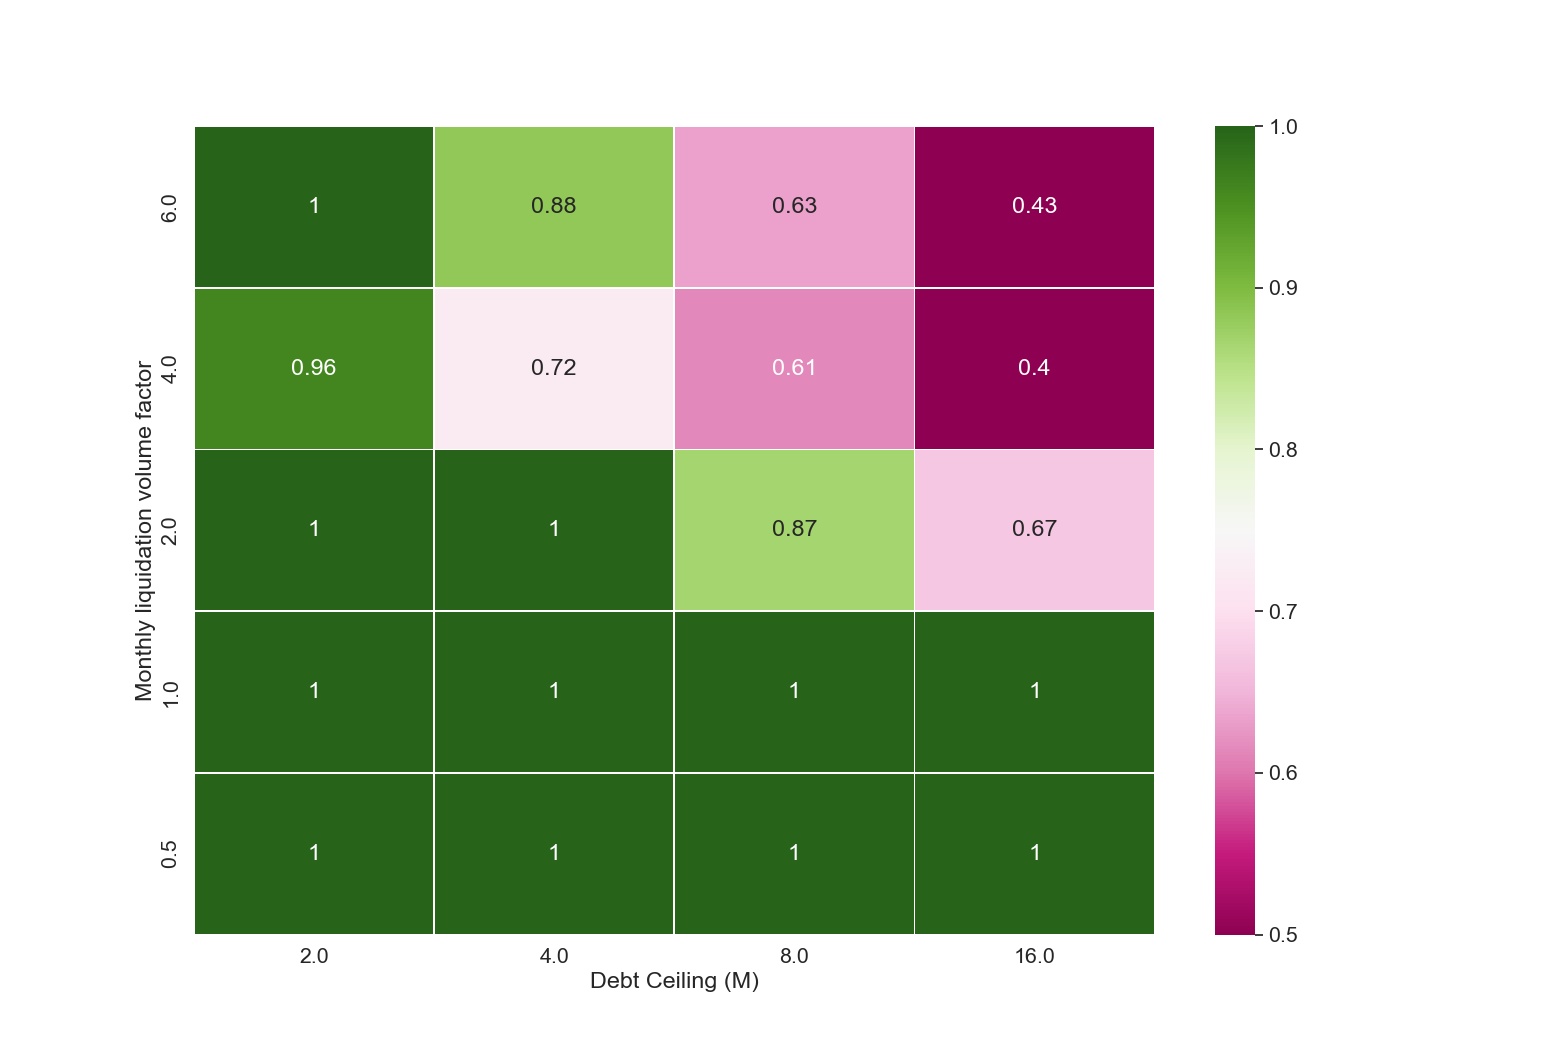 1.0
6.0 1 0.88 0.63 0.43
0.9
4.0 0.96 0.72 0.61 0.4
Monthly liquidation volume factor
0.8
2.0 1 1 0.87 0.67
0.7
1.0 1 1 1 1
0.6
0.5 1 1 1 1
0.5
2.0 4.0 8.0 16.0
Debt Ceiling (M)